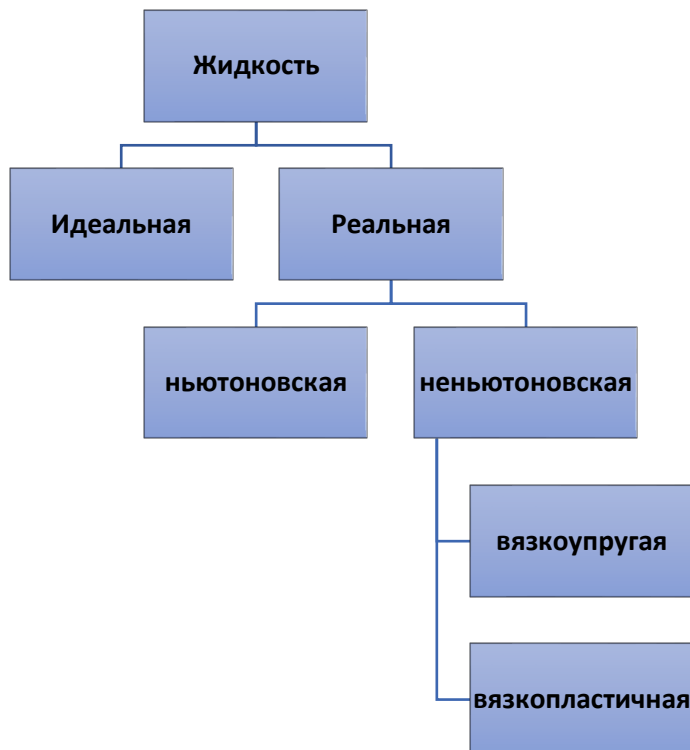 Жидкость
Идеальная
Реальная
ньютоновская
неньютоновская
вязкоупругая
вязкопластичная